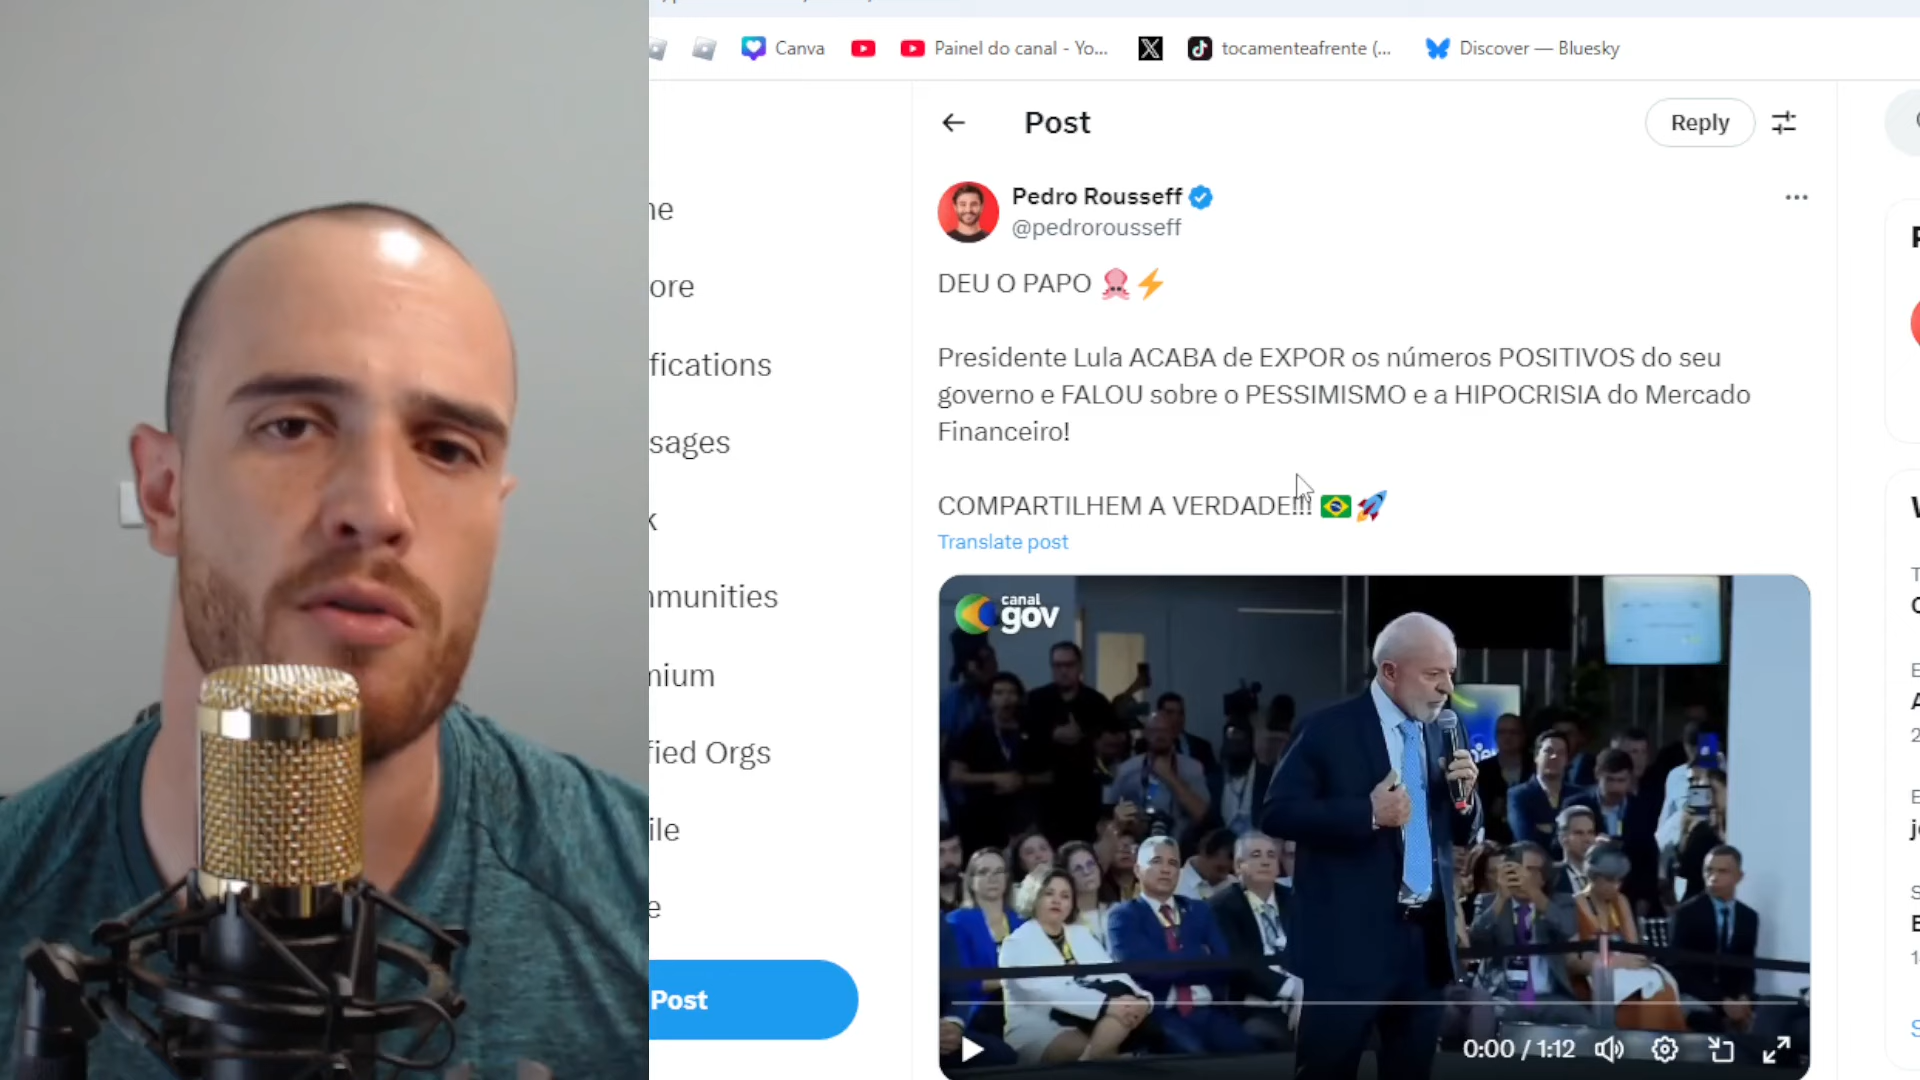 Canva
Painel do canal - Yo...
tocamenteafrente (...
Discover — Bluesky
Post
Reply
Pedro Rousseff
@pedrorousseff
DEU O PAPO 🦑⚡
Presidente Lula ACABA de EXPOR os números POSITIVOS do seu
governo e FALOU sobre o PESSIMISMO e a HIPOCRISIA do Mercado
Financeiro!
COMPARTILHEM A VERDADE!!! 🇧🇷🚀
Translate post
canal
gov
0:00 / 1:12
ne
ore
fications
sages
k
munities
mium
fied Orgs
ile
e
Post